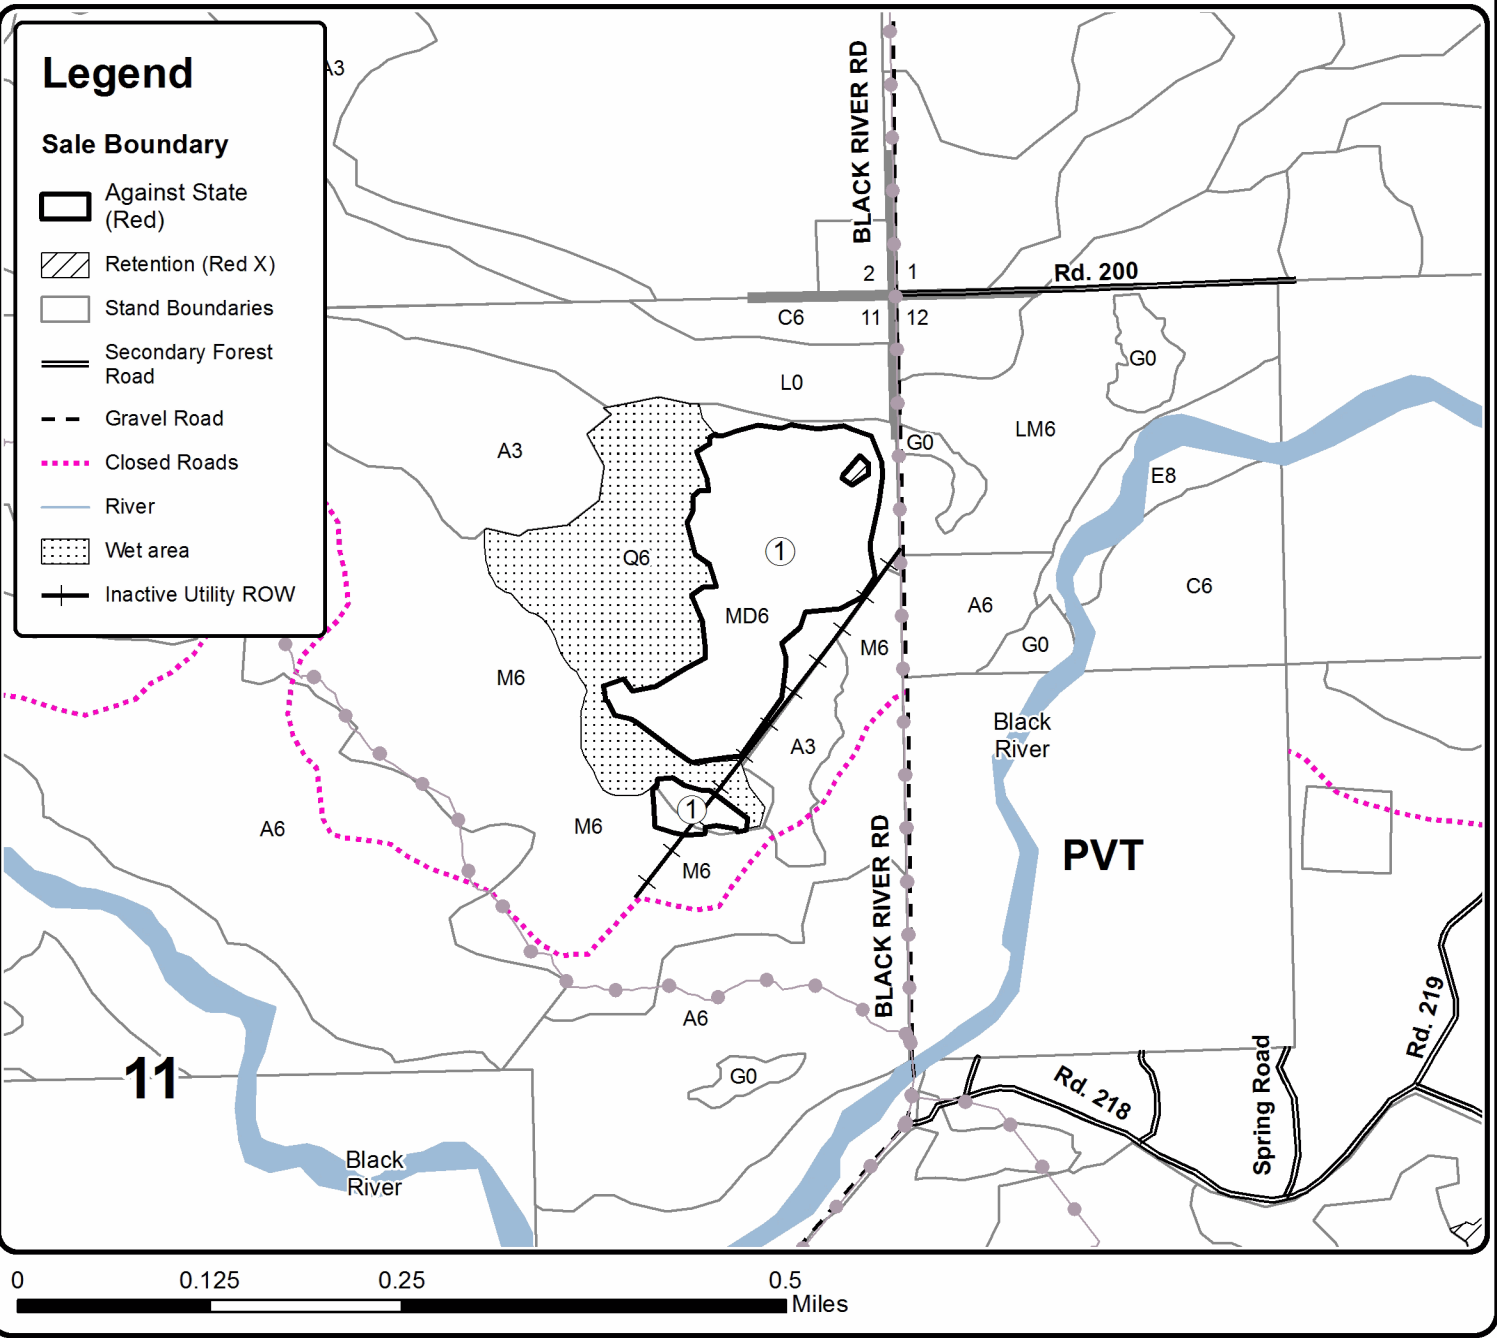 Legend
Sale Boundary
Against State
(Red)
Retention (Red X)
Stand Boundaries
Secondary Forest
Road
Gravel Road
Closed Roads
River
Wet area
Inactive Utility ROW
A3
BLACK RIVER RD
2
1
Rd. 200
C6
11
12
L0
G0
LM6
G0
A3
E8
Q6
1
C6
MD6
A6
M6
G0
M6
Black
River
A3
1
M6
A6
M6
PVT
BLACK RIVER RD
A6
Rd. 219
11
G0
Rd. 218
Spring Road
Black
River
0
0.125
0.25
0.5
Miles